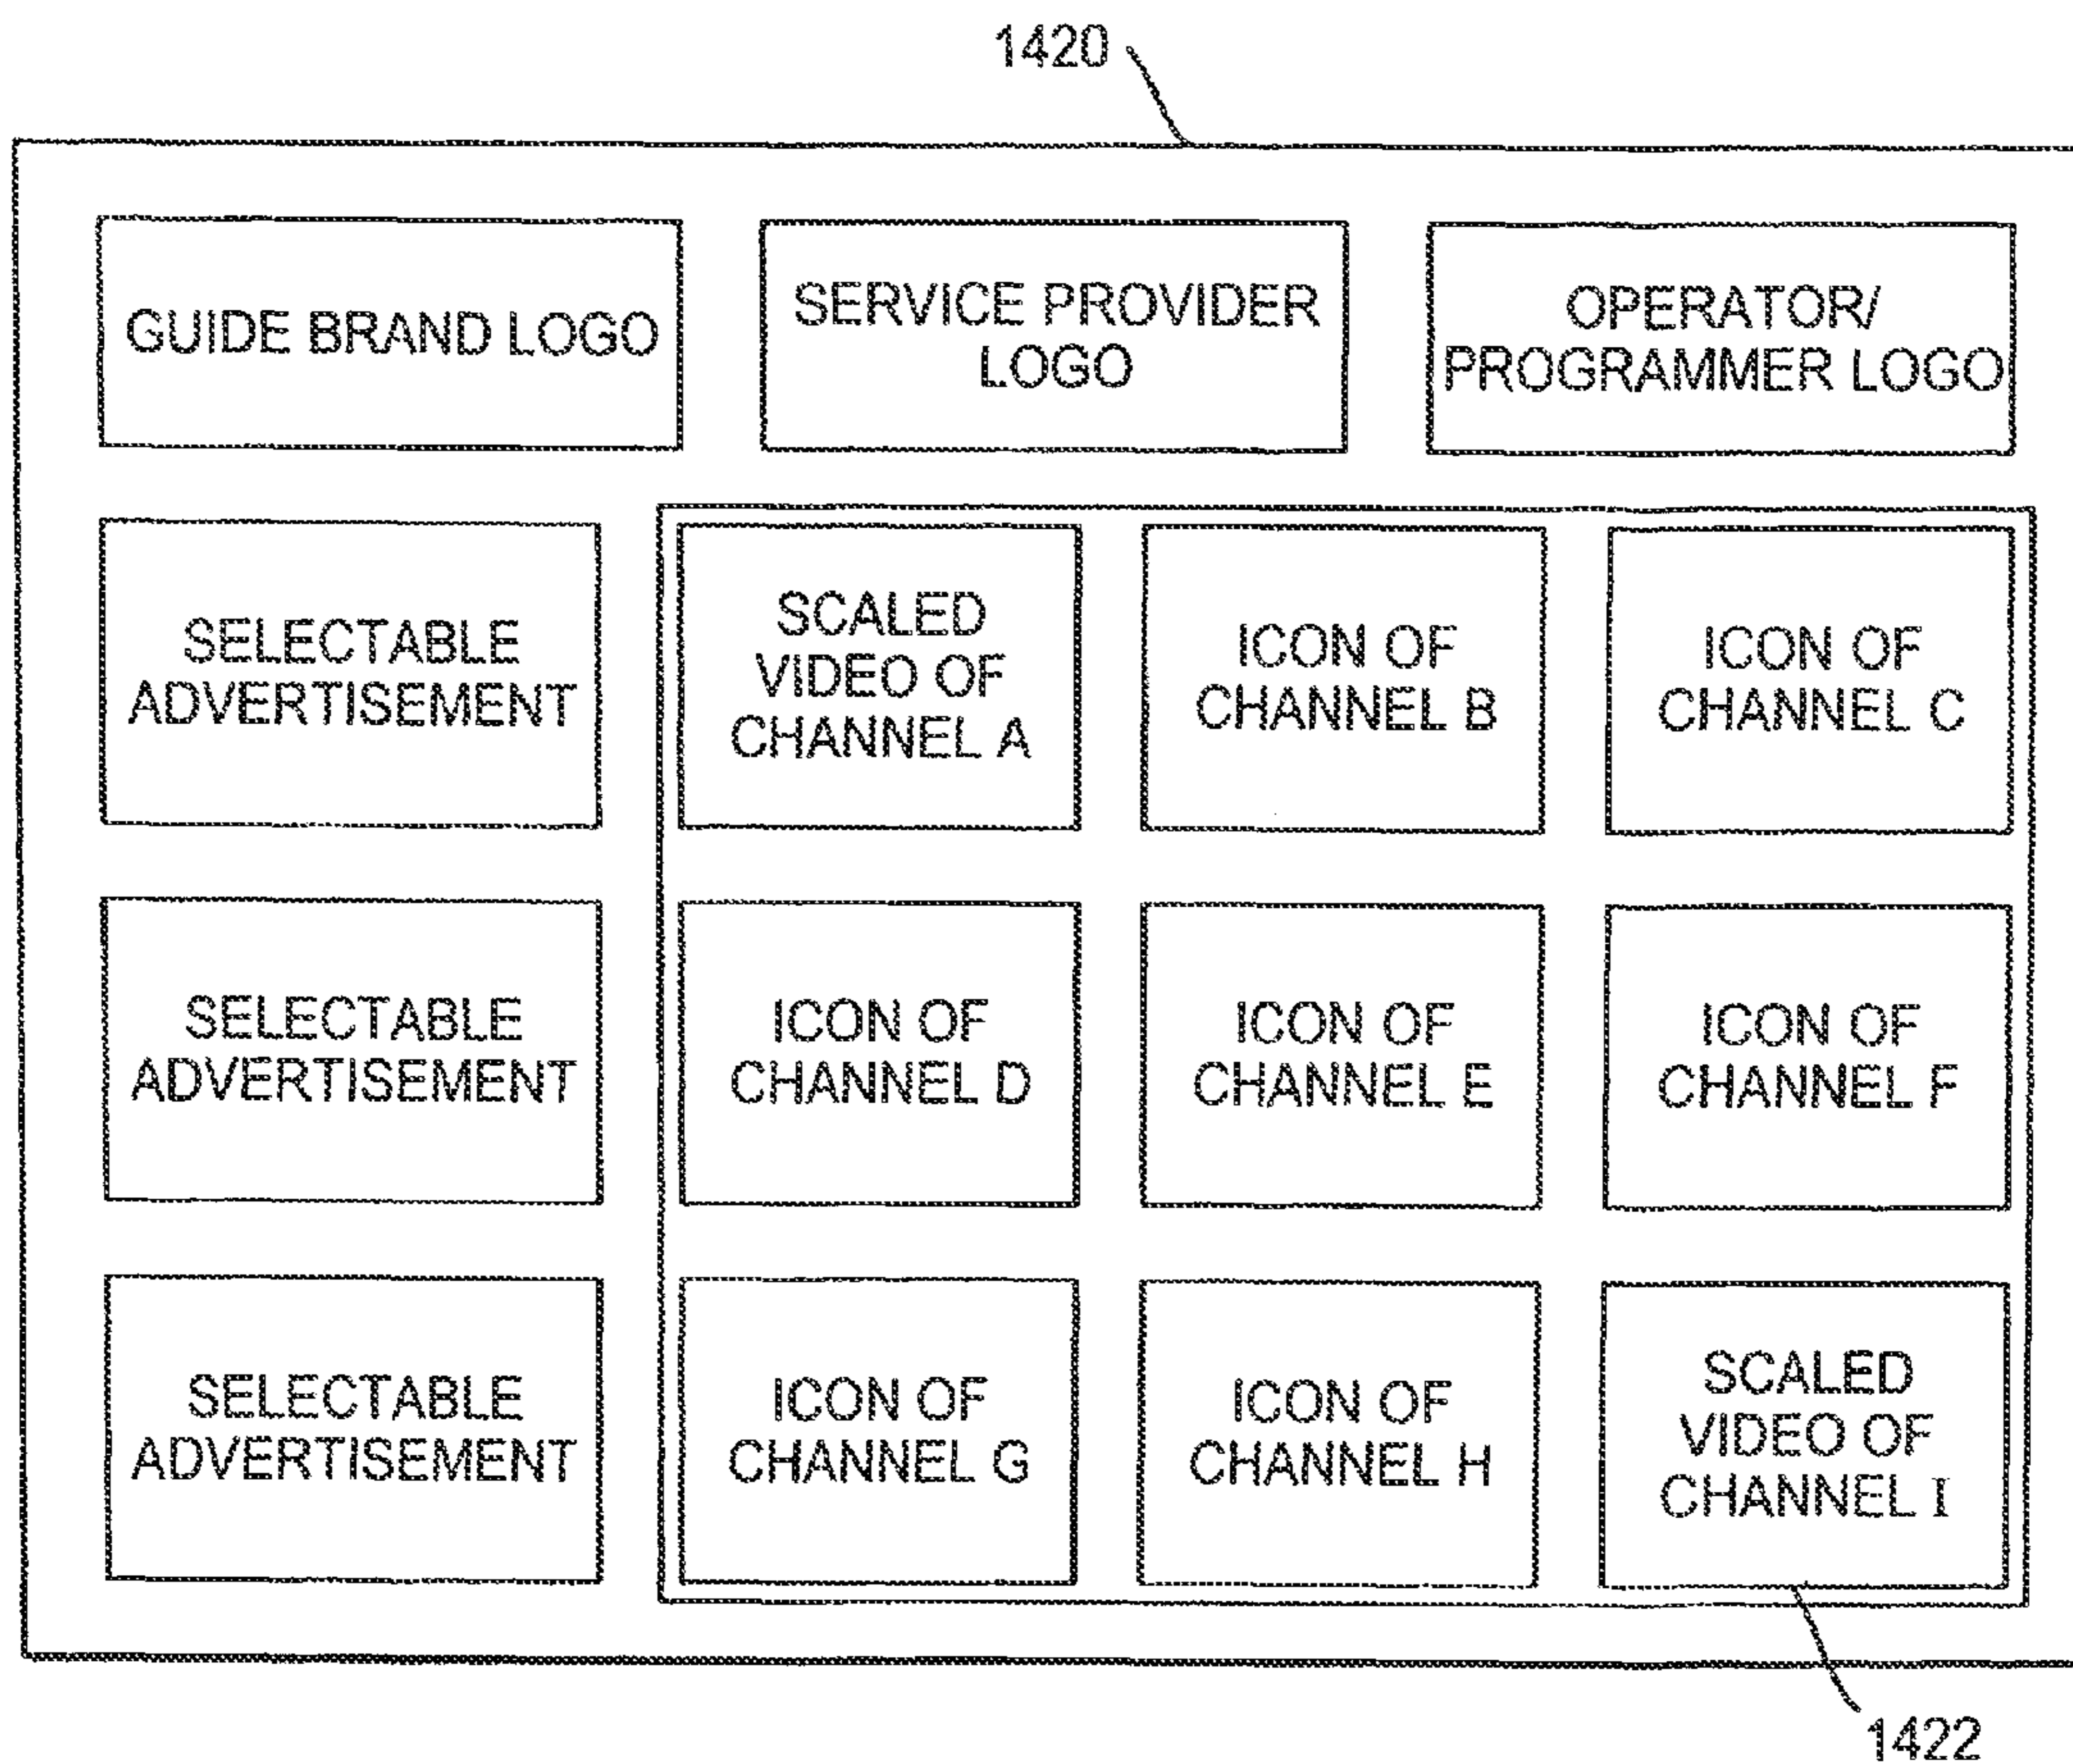 1420
GUIDE BRAND LOGO
SERVICE PROVIDER
LOGO
OPERATOR/
PROGRAMMER LOGO
SELECTABLE
ADVERTISEMENT
SCALED
VIDEO OF
CHANNEL A
ICON OF
CHANNEL B
ICON OF
CHANNEL C
SELECTABLE
ADVERTISEMENT
ICON OF
CHANNEL D
ICON OF
CHANNEL E
ICON OF
CHANNEL F
SELECTABLE
ADVERTISEMENT
ICON OF
CHANNEL G
ICON OF
CHANNEL H
SCALED
VIDEO OF
CHANNEL I
1422